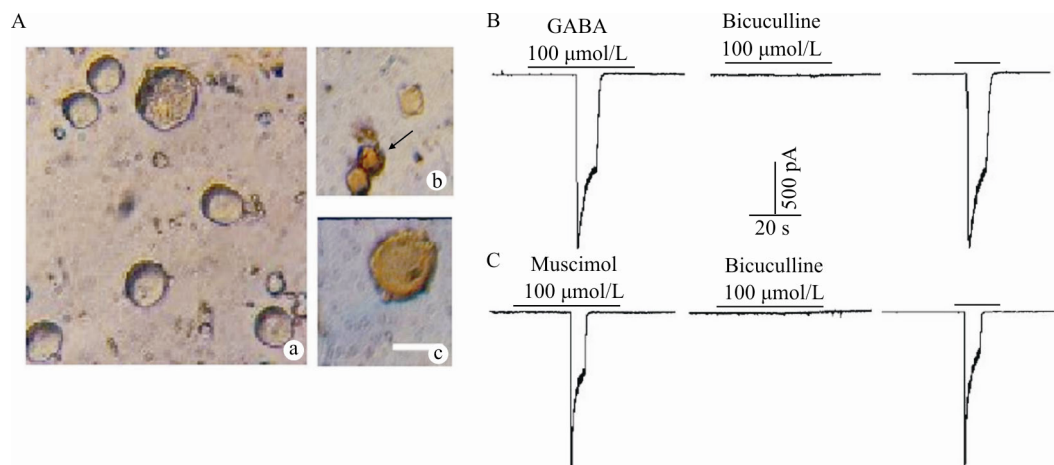 A
a
b
c
B
GABA
100 μmol/L
Bicuculline
100 μmol/L
500 pA
20 s
C
Muscimol
100 μmol/L
Bicuculline
100 μmol/L